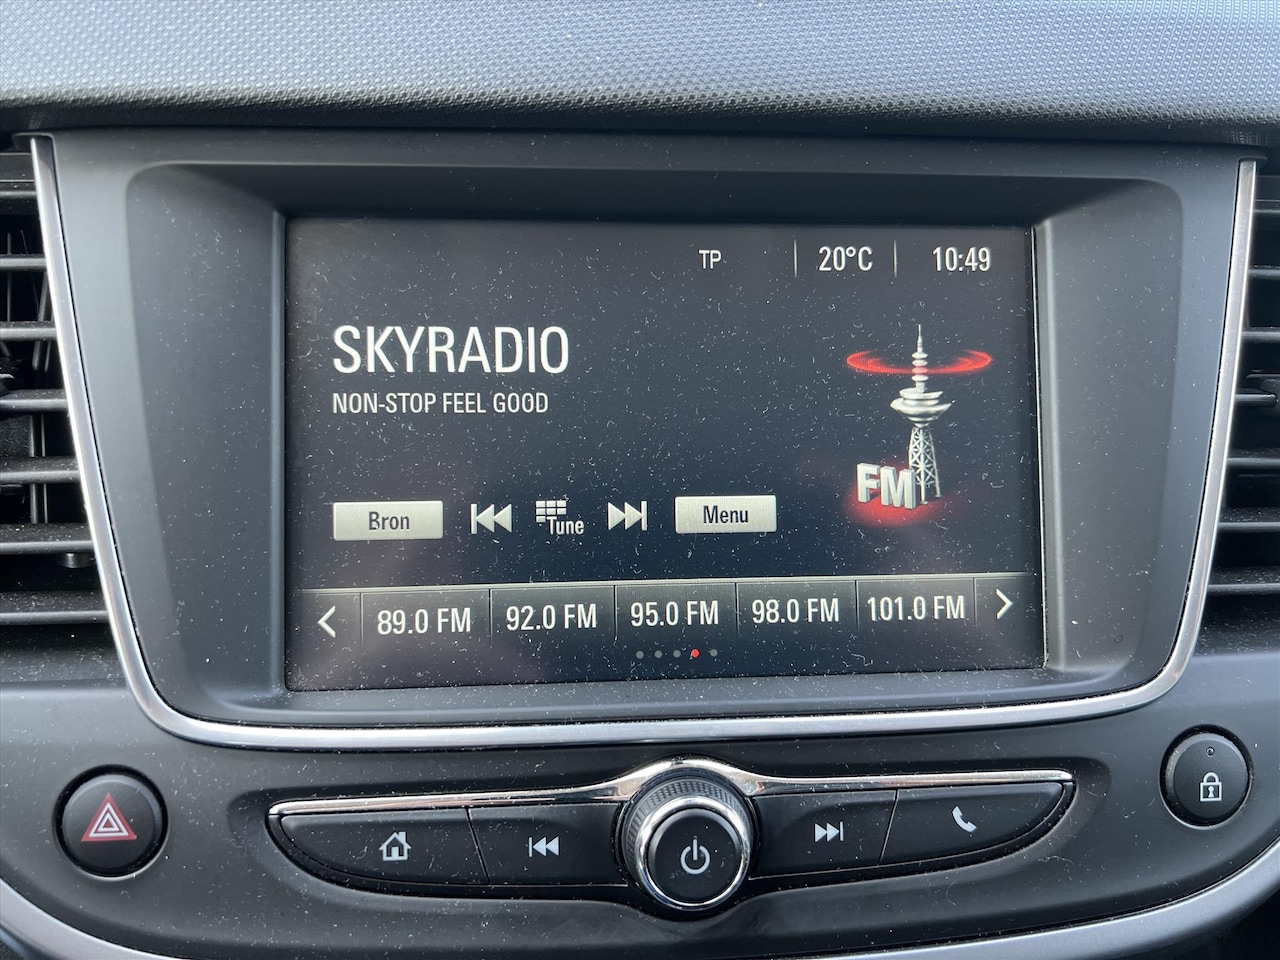 TP 20°C 10:49
SKYRADIO
NON-STOP FEEL GOOD
FM
Bron Tune Menu
89.0 FM 92.0 FM 95.0 FM 98.0 FM 101.0 FM